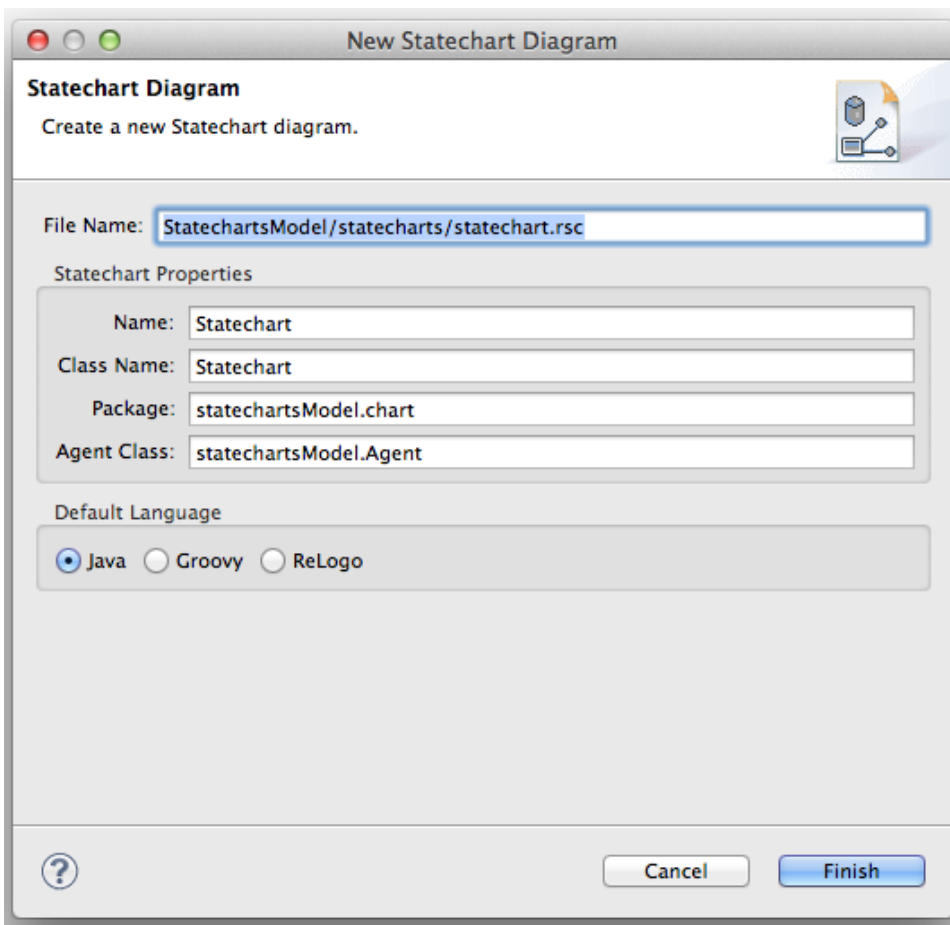 New Statechart Diagram
Statechart Diagram
Create a new Statechart diagram.
File Name: StatechartsModel/statecharts/statechart.rsc
Statechart Properties
Name: Statechart
Class Name: Statechart
Package: statechartsModel.chart
Agent Class: statechartsModel.Agent
Default Language
Java Groovy ReLogo
? Cancel Finish